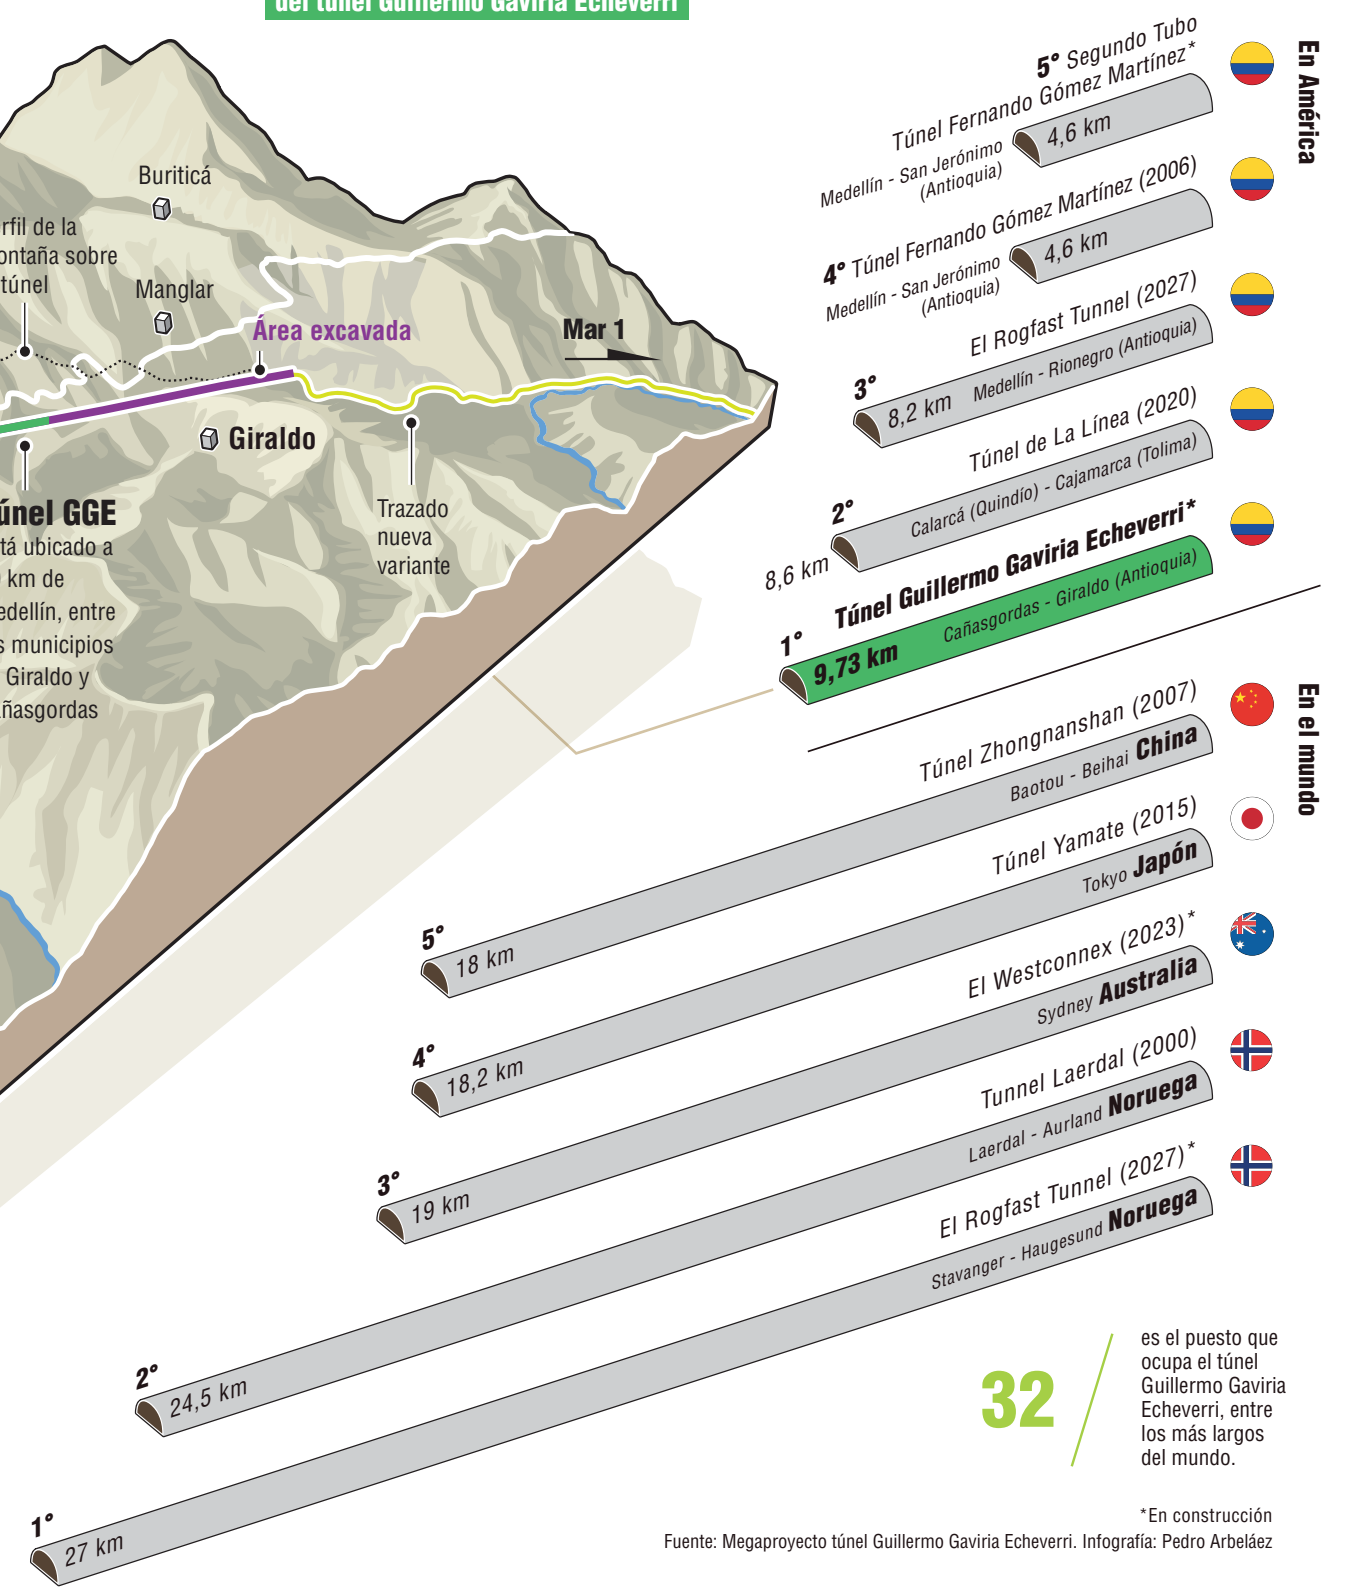 del túnel Guillermo Gaviria Echeverri
Buriticá
rfil de la
ontaña sobre
túnel
Manglar
Área excavada
Mar 1
Giraldo
únel GGE
tá ubicado a
km de
edellín, entre
s municipios
Giraldo y
añasgordas
Trazado
nueva
variante
En América
5° Segundo Tubo
Túnel Fernando Gómez Martínez*
Medellín - San Jerónimo
(Antioquia)
4,6 km
4° Túnel Fernando Gómez Martínez (2006)
Medellín - San Jerónimo
(Antioquia)
4,6 km
El Rogfast Tunnel (2027)
3°
8,2 km Medellín - Rionegro (Antioquia)
Túnel de La Línea (2020)
2°
Calarcá (Quindío) - Cajamarca (Tolima)
8,6 km
Túnel Guillermo Gaviria Echeverri*
1°
9,73 km Cañasgordas - Giraldo (Antioquia)
En el mundo
Túnel Zhongnanshan (2007)
Baotou - Beihai China
5°
18 km
Túnel Yamate (2015)
Tokyo Japón
4°
18,2 km
El Westconnex (2023)*
Sydney Australia
3°
19 km
Tunnel Laerdal (2000)
Laerdal - Aurland Noruega
2°
24,5 km
El Rogfast Tunnel (2027)*
Stavanger - Haugesund Noruega
1°
27 km
32
es el puesto que
ocupa el túnel
Guillermo Gaviria
Echeverri, entre
los más largos
del mundo.
*En construcción
Fuente: Megaproyecto túnel Guillermo Gaviria Echeverri. Infografía: Pedro Arbeláez